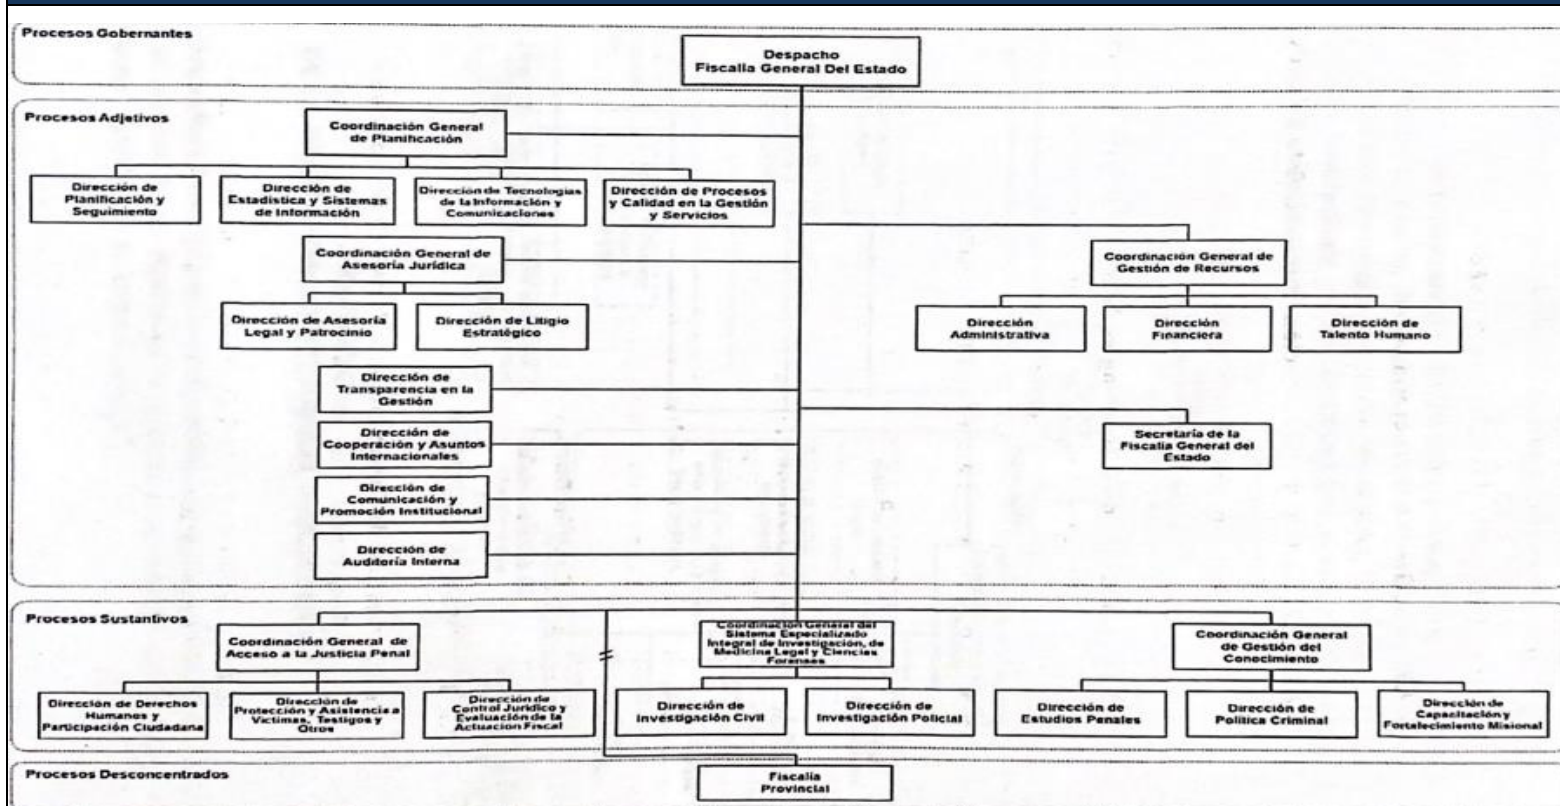 Procesos Gobernantes
Despacho
Fiscalía General Del Estado
Procesos Adjetivos
Coordinación General
de Planificación
Dirección de
Planificación y
Seguimiento
Dirección de
Estadística y Sistemas
de Información
Dirección de Tecnologías
de la Información y
Comunicaciones
Dirección de Procesos
y Calidad en la Gestión
y Servicios
Coordinación General de
Asesoría Jurídica
Coordinación General de
Gestión de Recursos
Dirección de Asesoría
Legal y Patrocinio
Dirección de Litigio
Estratégico
Dirección
Administrativa
Dirección
Financiera
Dirección de
Talento Humano
Dirección de
Transparencia en la
Gestión
Dirección de
Cooperación y Asuntos
Internacionales
Secretaría de la
Fiscalía General del
Estado
Dirección de
Comunicación y
Promoción Institucional
Dirección de
Auditoría Interna
Procesos Sustantivos
Coordinación General de
Acceso a la Justicia Penal
Coordinación General del
Sistema Especializado
Integral de Investigación, de
Medicina Legal y Ciencias
Forenses
Coordinación General
de Gestión del
Conocimiento
Dirección de Derechos
Humanos y
Participación Ciudadana
Dirección de
Protección y Asistencia a
Víctimas, Testigos y
Otros
Dirección de
Control Jurídico y
Evaluación de la
Actuación Fiscal
Dirección de
Investigación Civil
Dirección de
Investigación Policial
Dirección de
Estudios Penales
Dirección de
Política Criminal
Dirección de
Capacitación y
Fortalecimiento Misional
Procesos Desconcentrados
Fiscalía
Provincial